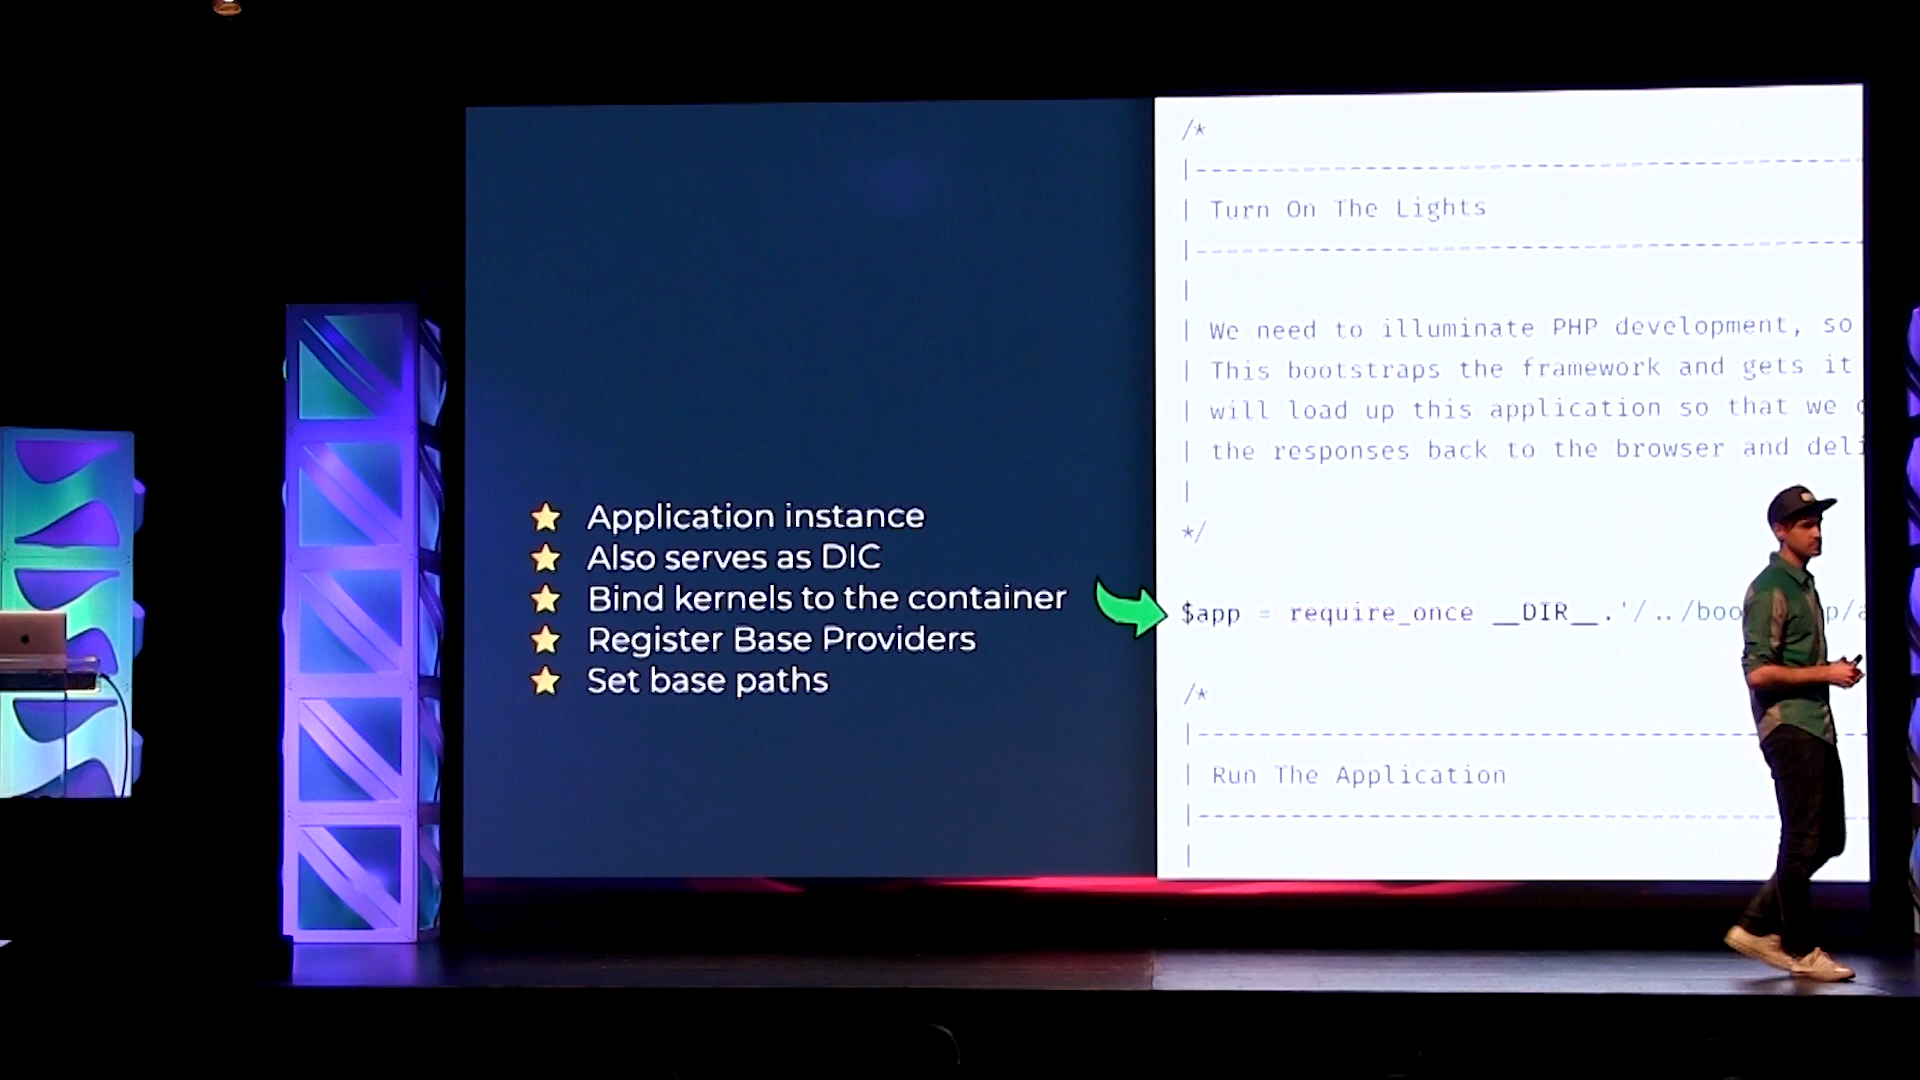 Application instance
Also serves as DIC
Bind kernels to the container
Register Base Providers
Set base paths
/*
|------------------------------------------
| Turn On The Lights
|------------------------------------------
|
| We need to illuminate PHP development, so
| This bootstraps the framework and gets it
| will load up this application so that we
| the responses back to the browser and deli
|
*/
$app = require_once __DIR__.'/../boo p/a
/*
|------------------------------------------
| Run The Application
|------------------------------------------
|